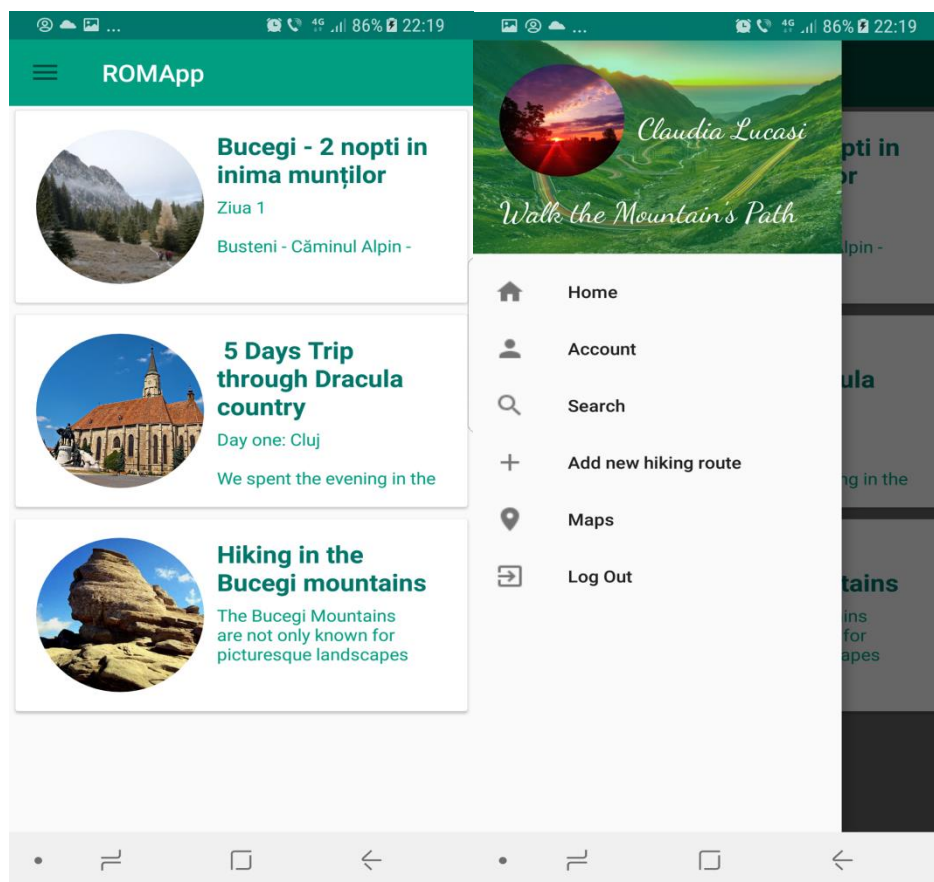 ... 4G 86% 22:19
ROMApp
Bucegi - 2 nopti in
inima munților
Ziua 1
Busteni - Căminul Alpin -
5 Days Trip
through Dracula
country
Day one: Cluj
We spent the evening in the
Hiking in the
Bucegi mountains
The Bucegi Mountains
are not only known for
picturesque landscapes
... 4G 86% 22:19
Claudia Lucasi
Walk the Mountain's Path
Home
Account
Search
Add new hiking route
Maps
Log Out
pti in
or
lpin -
ula
ng in the
tains
ins
for
apes